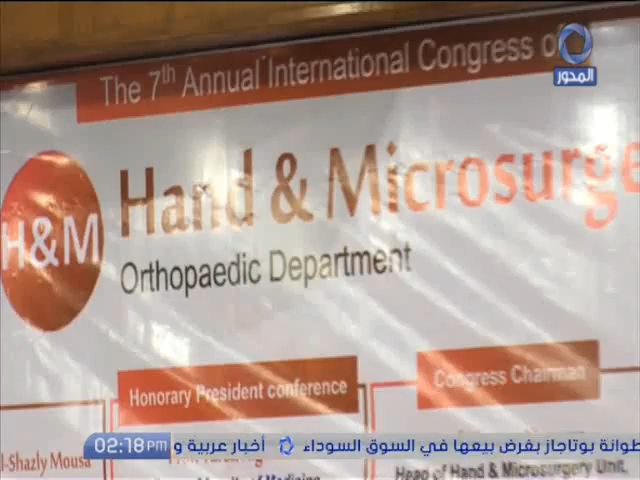 The 7th Annual International Congress of
المحور
Hand & Microsurge
H&M
Orthopaedic Department
Honorary President conference
Congress Chairman
l-Shazly Mousa
Head of Hand & Microsurgery Unit,
02:18 PM
طوانة بوتاجاز بغرض بيعها في السوق السوداء
أخبار عربية و